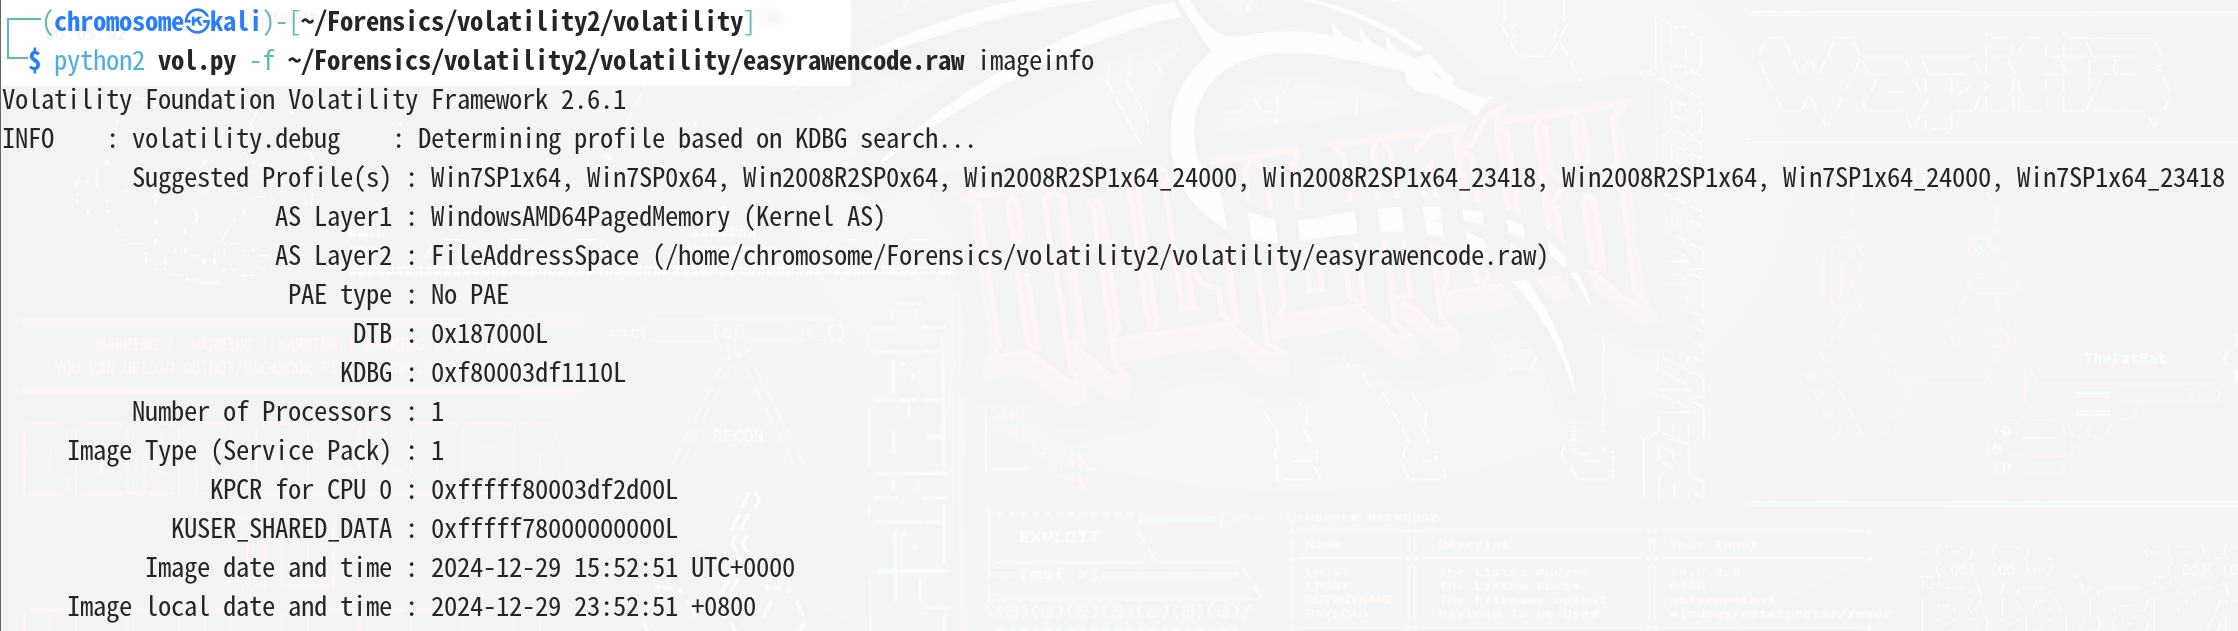 (chromosome㉿kali)-[~/Forensics/volatility2/volatility]
$ python2 vol.py -f ~/Forensics/volatility2/volatility/easyrawencode.raw imageinfo
Volatility Foundation Volatility Framework 2.6.1
INFO    : volatility.debug    : Determining profile based on KDBG search...
Suggested Profile(s) : Win7SP1x64, Win7SP0x64, Win2008R2SP0x64, Win2008R2SP1x64_24000, Win2008R2SP1x64_23418, Win2008R2SP1x64, Win7SP1x64_24000, Win7SP1x64_23418
AS Layer1 : WindowsAMD64PagedMemory (Kernel AS)
AS Layer2 : FileAddressSpace (/home/chromosome/Forensics/volatility2/volatility/easyrawencode.raw)
PAE type : No PAE
DTB : 0x187000L
KDBG : 0xf80003df1110L
Number of Processors : 1
Image Type (Service Pack) : 1
KPCR for CPU 0 : 0xfffff80003df2d00L
KUSER_SHARED_DATA : 0xfffff78000000000L
Image date and time : 2024-12-29 15:52:51 UTC+0000
Image local date and time : 2024-12-29 23:52:51 +0800
TheFatRat
RECON
EXPLOIT